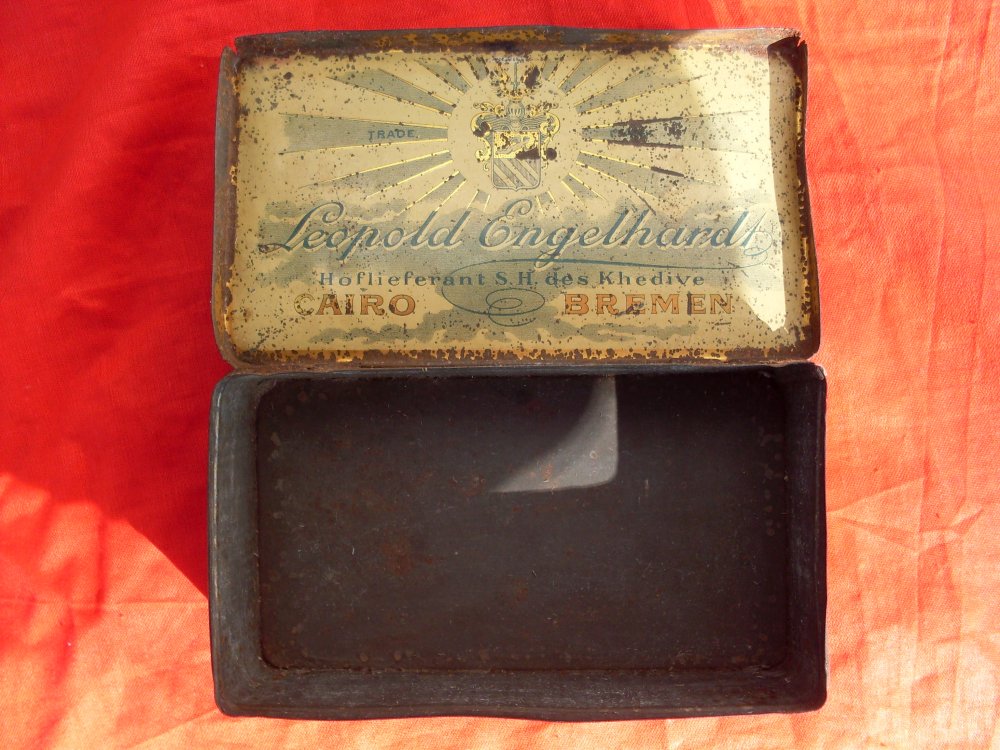 TRADE
Leopold Engelhardt
Hoflieferant S.H. des Khedive
CAIRO BREMEN